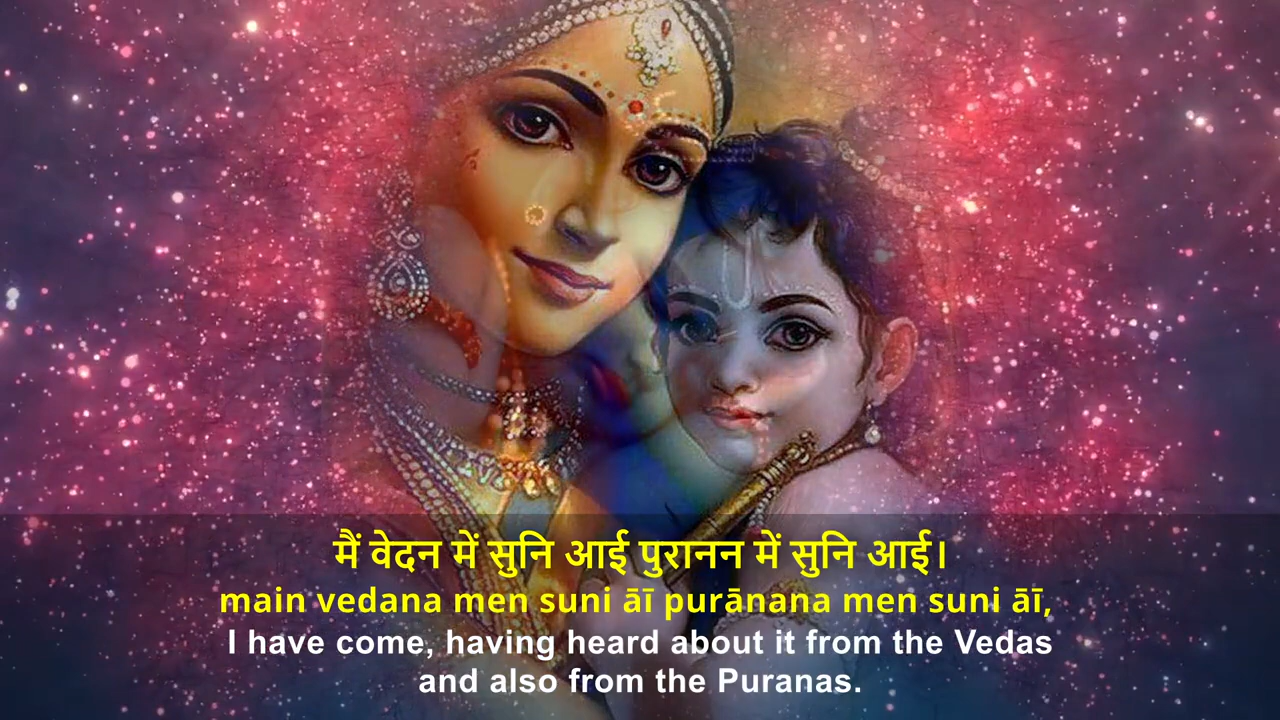 मैं वेदन में सुनि आई पुरानन में सुनि आई।
main vedana men suni āī purānana men suni āī,
I have come, having heard about it from the Vedas
and also from the Puranas.